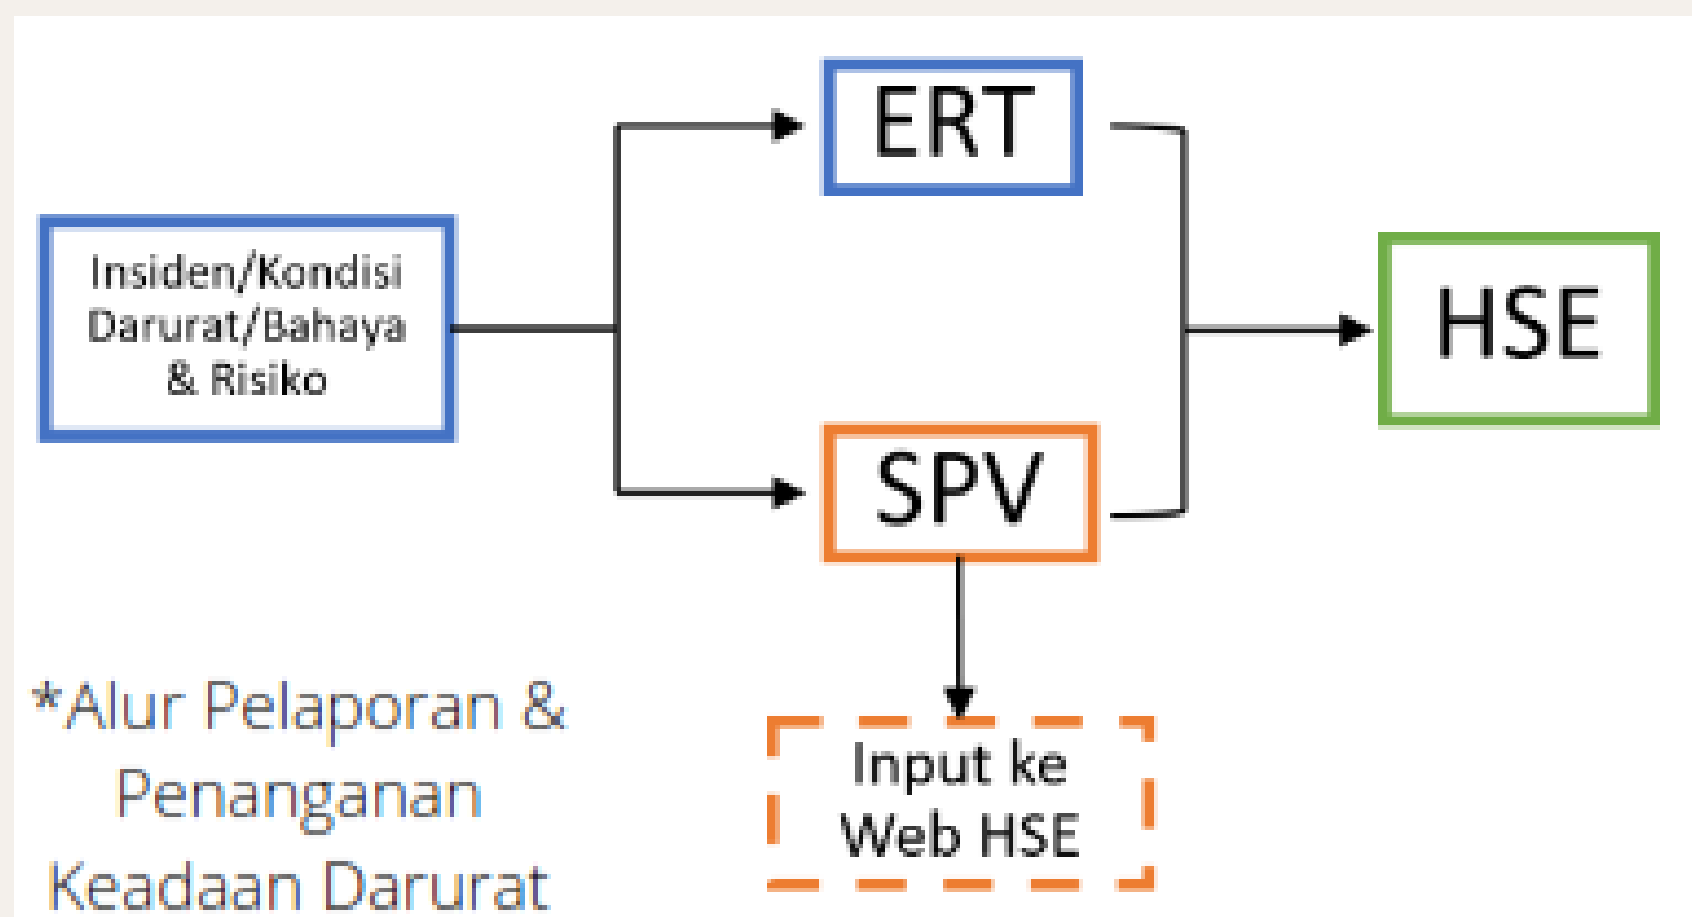 ERT
Insiden/Kondisi
Darurat/Bahaya
& Risiko
HSE
SPV
*Alur Pelaporan &
Penanganan
Keadaan Darurat
Input ke
Web HSE